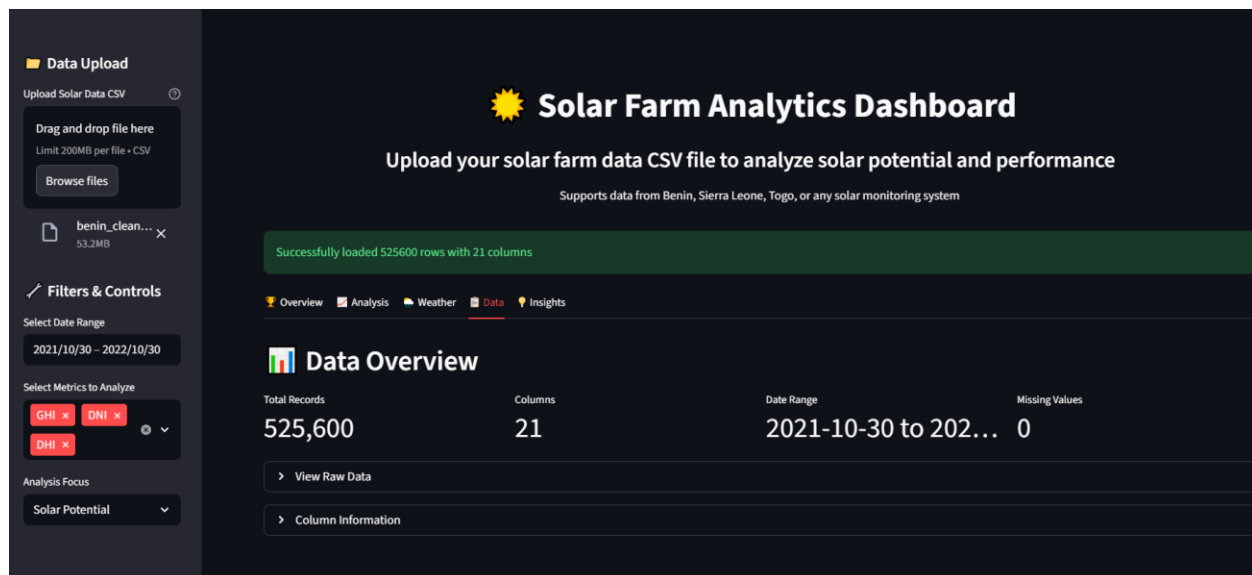 Data Upload
Upload Solar Data CSV
Drag and drop file here
Limit 200MB per file • CSV
Browse files
benin_clean...
53.2MB
Filters & Controls
Select Date Range
2021/10/30 – 2022/10/30
Select Metrics to Analyze
GHI × DNI ×
DHI ×
Analysis Focus
Solar Potential
Solar Farm Analytics Dashboard
Upload your solar farm data CSV file to analyze solar potential and performance
Supports data from Benin, Sierra Leone, Togo, or any solar monitoring system
Successfully loaded 525600 rows with 21 columns
Overview Analysis Weather Data Insights
Data Overview
Total Records Columns Date Range Missing Values
525,600 21 2021-10-30 to 202... 0
View Raw Data
Column Information